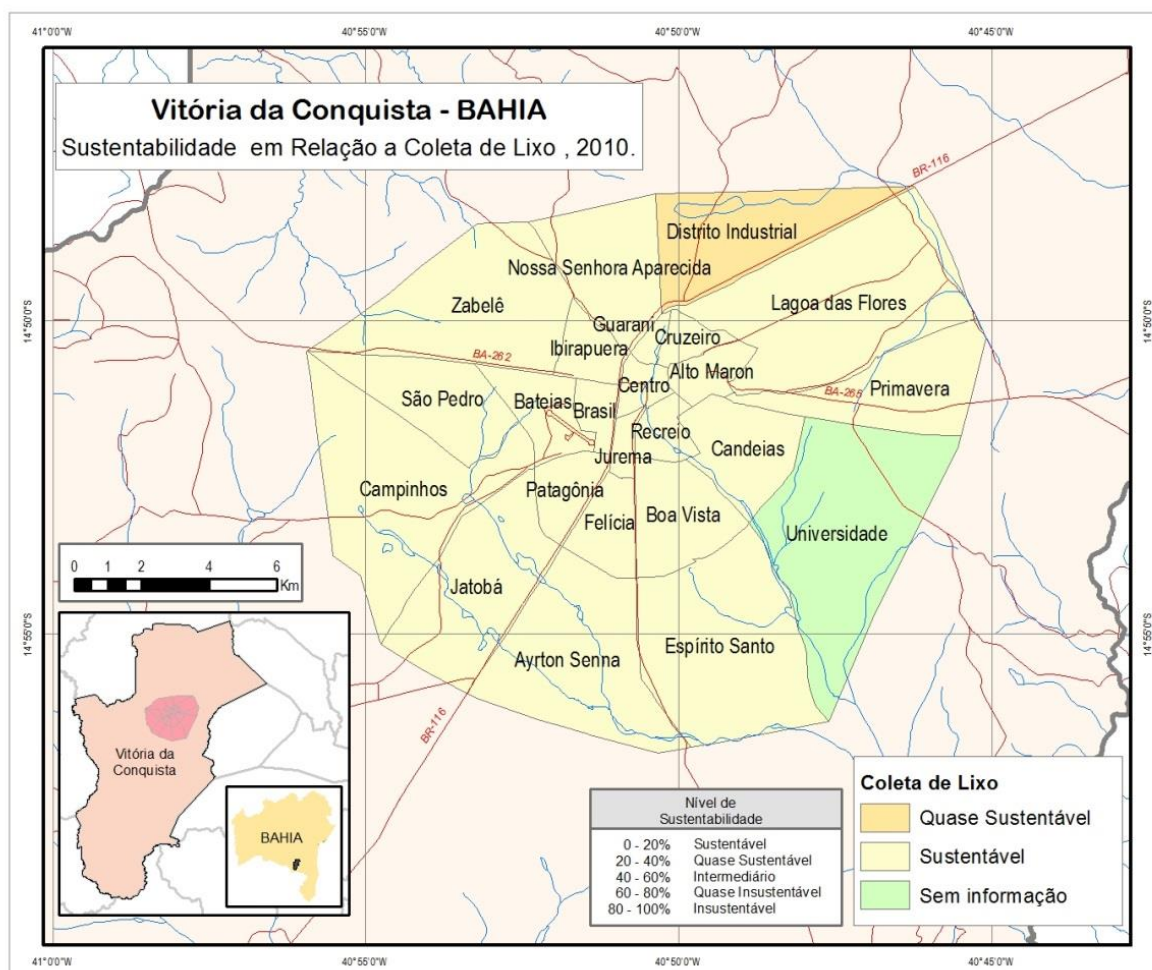 41°0'0"W
40°55'0"W
40°50'0"W
40°45'0"W
Vitória da Conquista - BAHIA
Sustentabilidade em Relação a Coleta de Lixo , 2010.
BR-116
Distrito Industrial
Nossa Senhora Aparecida
Zabelê
Lagoa das Flores
14°50'0"S
14°50'0"S
Guarani
Cruzeiro
Ibirapuera
BA-262
Alto Maron
Centro
Primavera
BA-265
São Pedro
Bateias
Brasil
Recreio
Candeias
Jurema
Campinhos
Patagônia
Felícia
Boa Vista
Universidade
0 1 2 4 6
Km
Jatobá
14°55'0"S
14°55'0"S
Espírito Santo
Ayrton Senna
BR-116
Vitória da
Conquista
BAHIA
Nível de
Sustentabilidade
0 - 20% Sustentável
20 - 40% Quase Sustentável
40 - 60% Intermediário
60 - 80% Quase Insustentável
80 - 100% Insustentável
Coleta de Lixo
Quase Sustentável
Sustentável
Sem informação
41°0'0"W
40°55'0"W
40°50'0"W
40°45'0"W